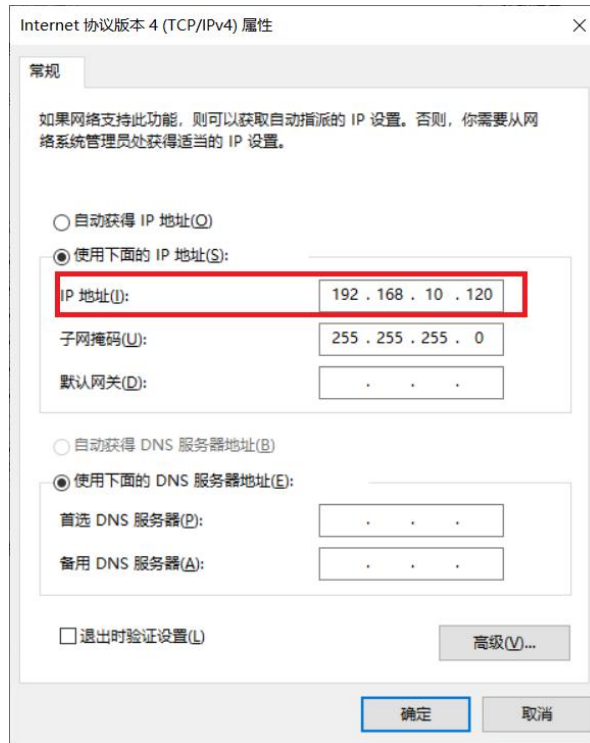 Internet 协议版本 4 (TCP/IPv4) 属性
常规
如果网络支持此功能，则可以获取自动指派的 IP 设置。否则，你需要从网
络系统管理员处获得适当的 IP 设置。
自动获得 IP 地址(O)
使用下面的 IP 地址(S):
IP 地址(I): 192 . 168 . 10 . 120
子网掩码(U): 255 . 255 . 255 . 0
默认网关(D): . . .
自动获得 DNS 服务器地址(B)
使用下面的 DNS 服务器地址(E):
首选 DNS 服务器(P): . . .
备用 DNS 服务器(A): . . .
退出时验证设置(L)
高级(V)...
确定 取消